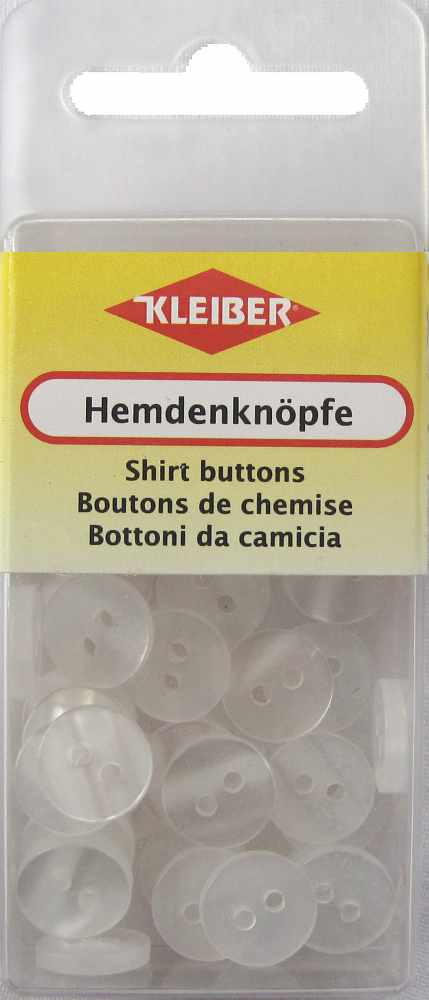 KLEIBER
Hemdenknöpfe
Shirt buttons
Boutons de chemise
Bottoni da camicia